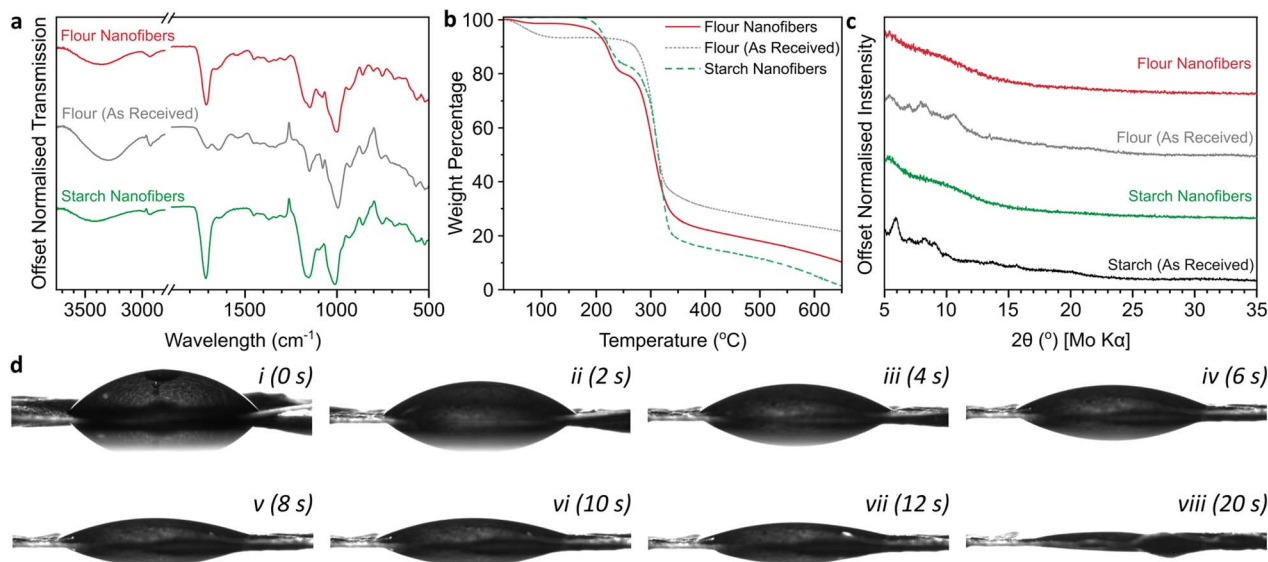 a
Offset Normalised Transmission
Flour Nanofibers
Flour (As Received)
Starch Nanofibers
3500 3000 1500 1000 500
Wavelength (cm⁻¹)
b
Weight Percentage
100
80
60
40
20
0
Flour Nanofibers
Flour (As Received)
Starch Nanofibers
100 200 300 400 500 600
Temperature (ºC)
c
Offset Normalised Instensity
Flour Nanofibers
Flour (As Received)
Starch Nanofibers
Starch (As Received)
5 10 15 20 25 30 35
2θ (º) [Mo Kα]
d
i (0 s)
ii (2 s)
iii (4 s)
iv (6 s)
v (8 s)
vi (10 s)
vii (12 s)
viii (20 s)